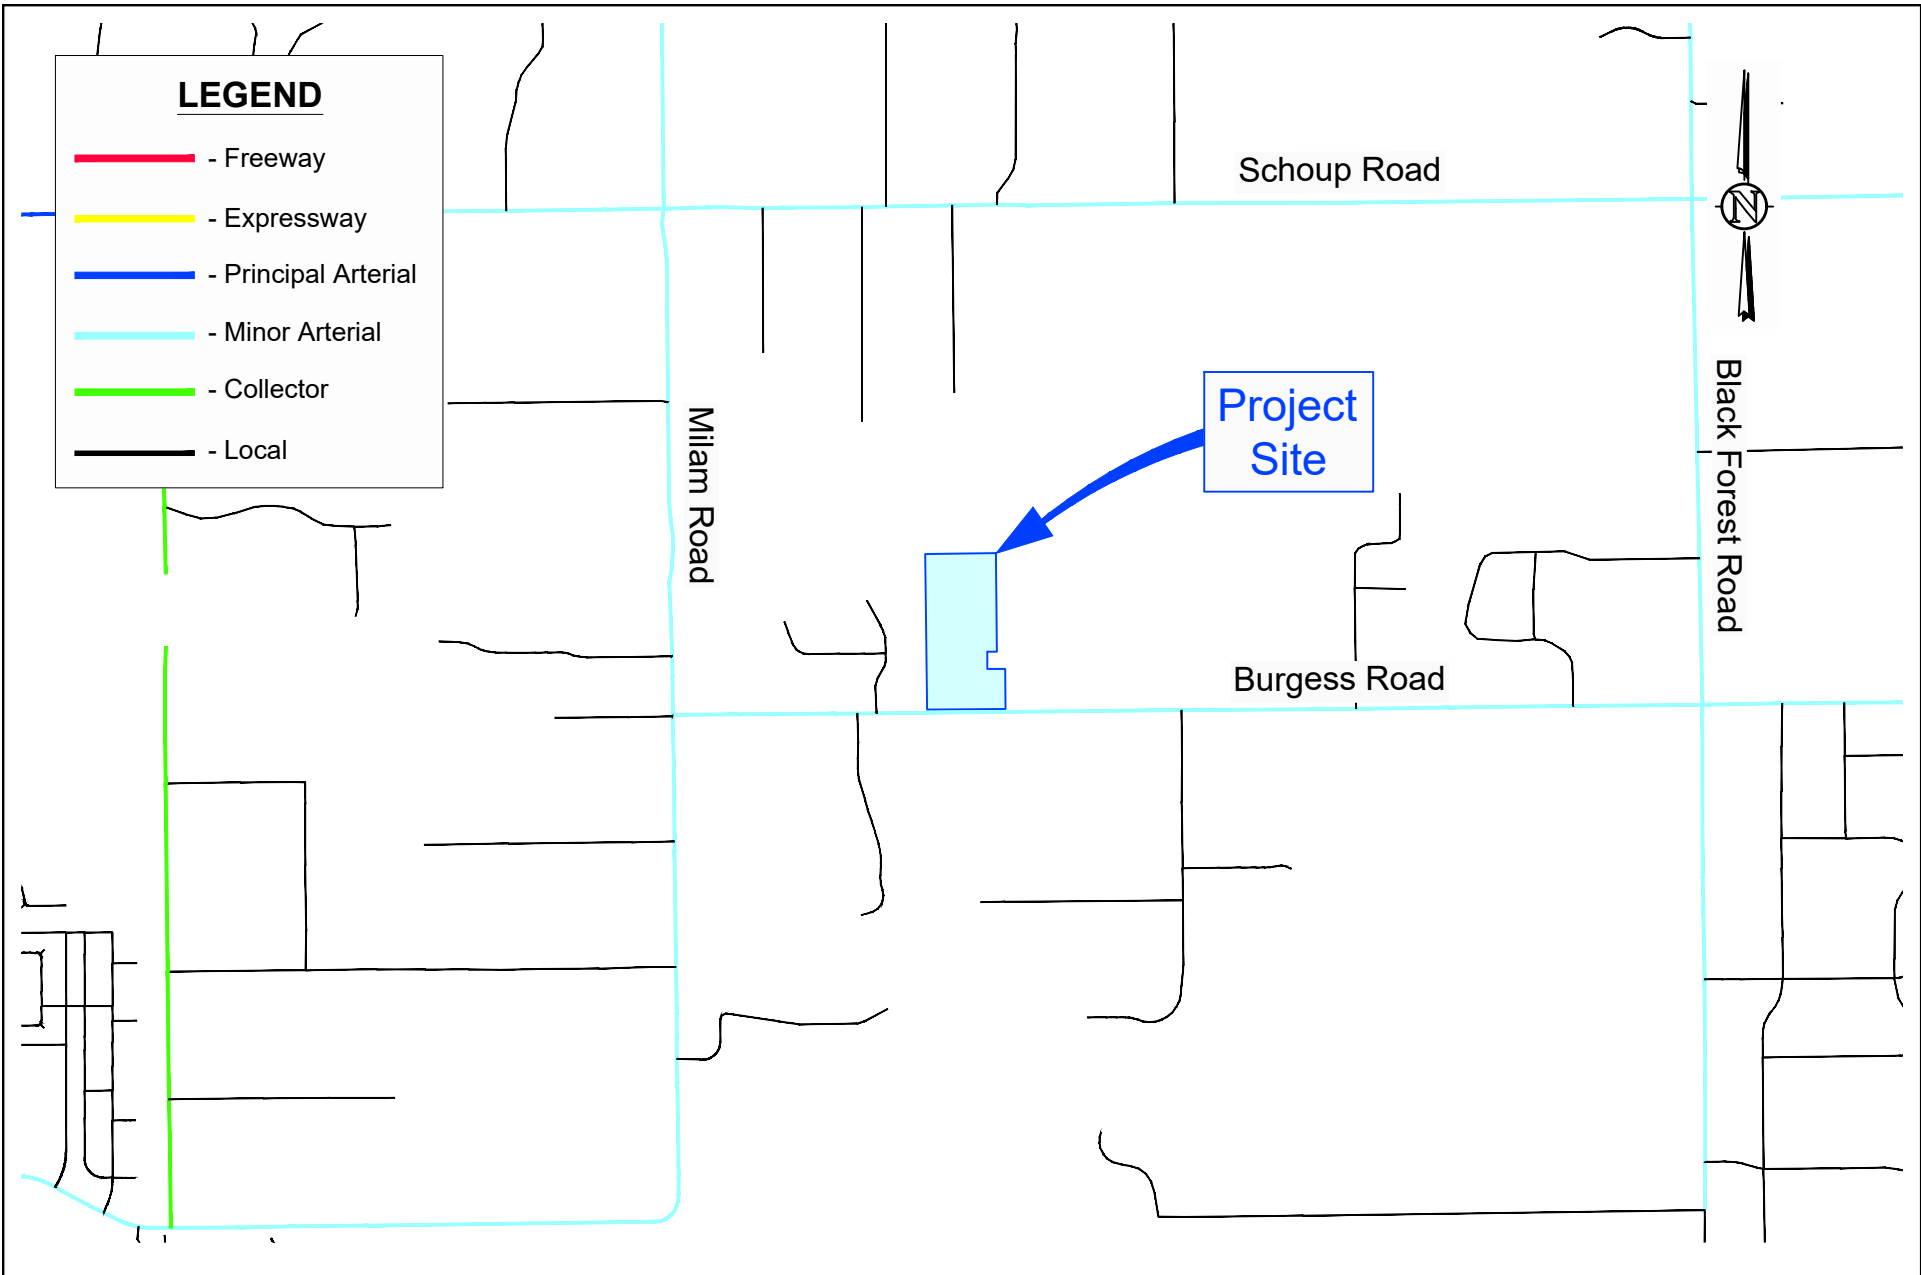 LEGEND
- Freeway
- Expressway
- Principal Arterial
- Minor Arterial
- Collector
- Local
Schoup Road
N
Milam Road
Project
Site
Black Forest Road
Burgess Road